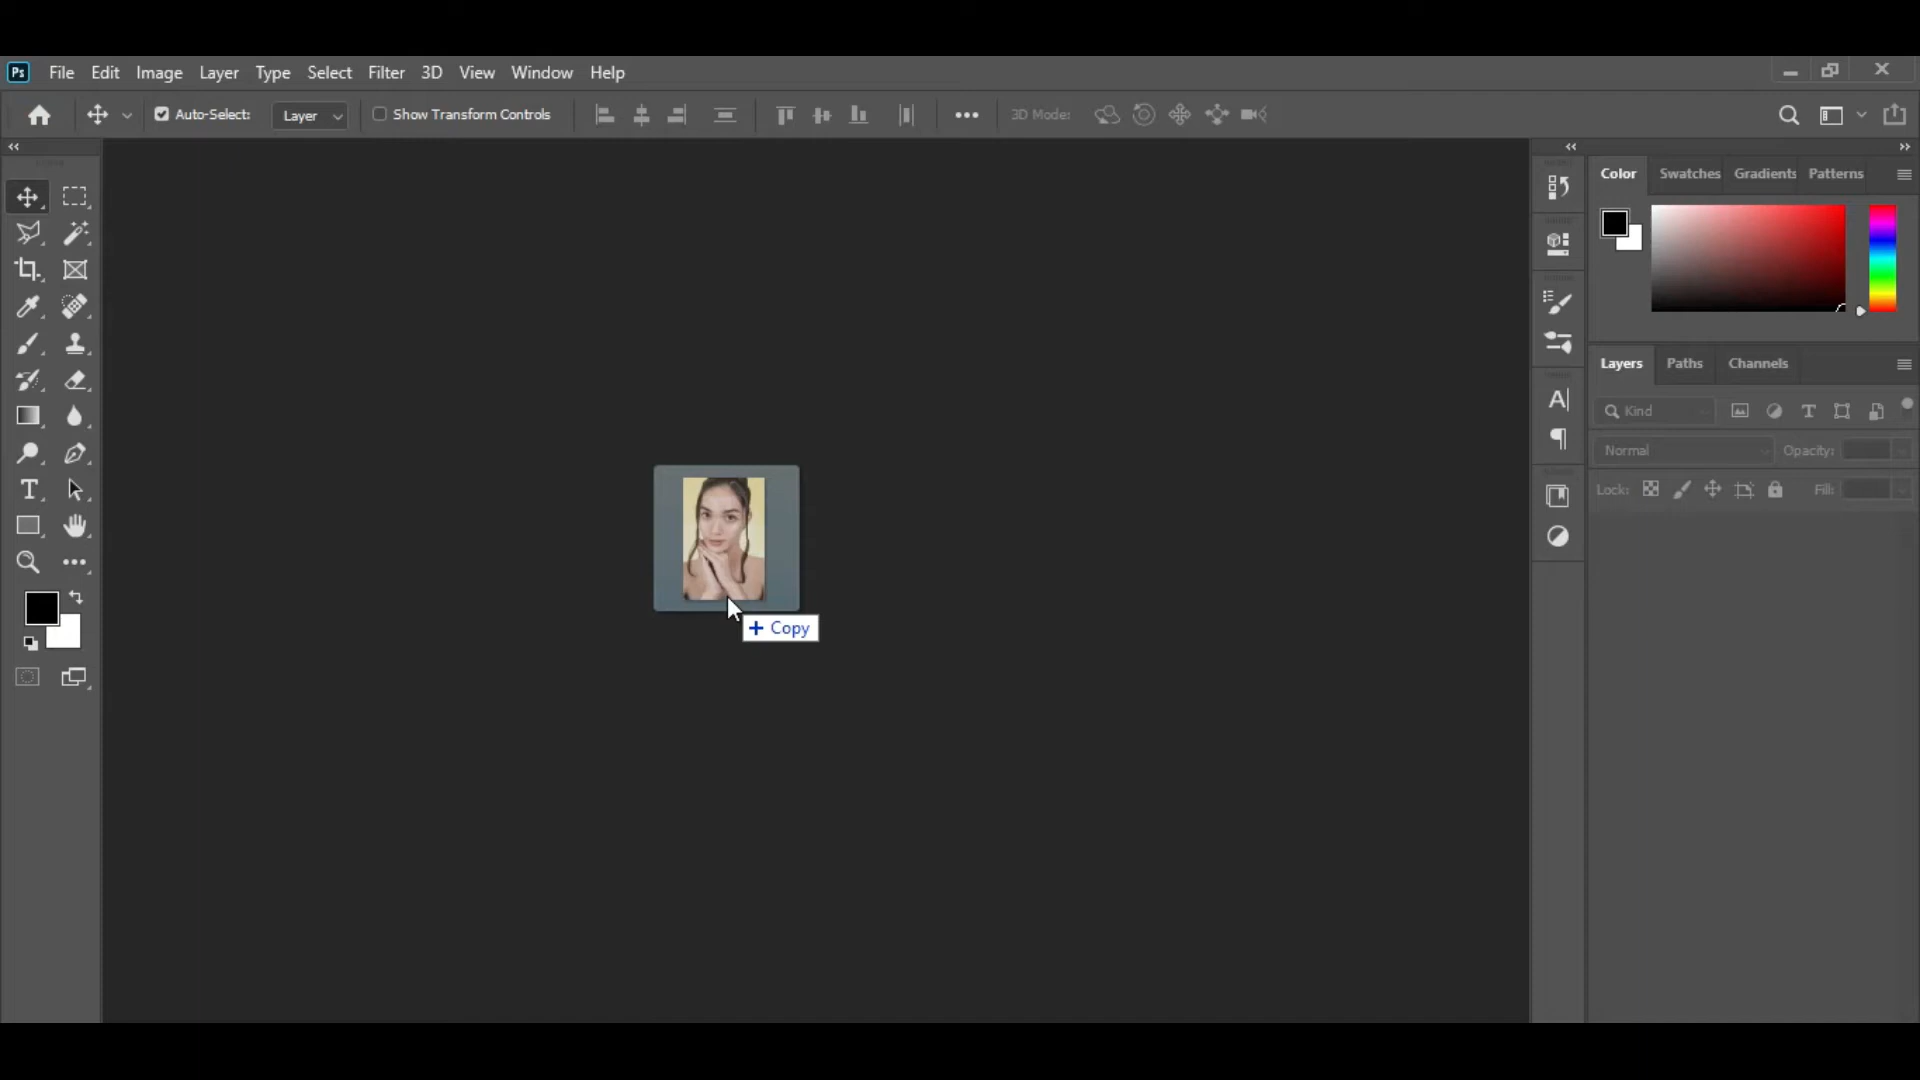 Ps File Edit Image Layer Type Select Filter 3D View Window Help
Auto-Select: Layer Show Transform Controls 3D Mode:
Color Swatches Gradients Patterns
Layers Paths Channels
Kind
Normal Opacity:
Lock: Fill:
+ Copy